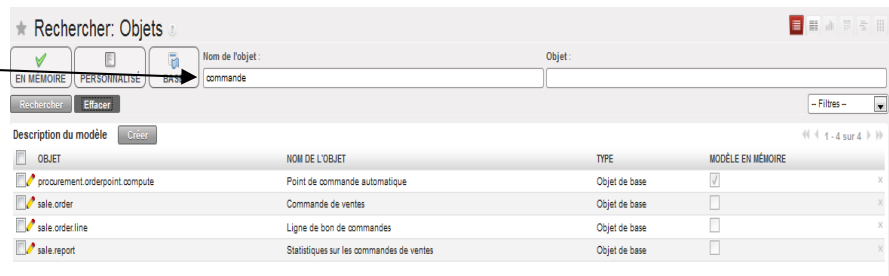 Rechercher: Objets ?
EN MÉMOIRE PERSONNALISÉ BASE Nom de l'objet : Objet :
commande
Rechercher Effacer -- Filtres --
Description du modèle Créer 1 - 4 sur 4
OBJET NOM DE L'OBJET TYPE MODÈLE EN MÉMOIRE
procurement.orderpoint.compute Point de commande automatique Objet de base
sale.order Commande de ventes Objet de base
sale.order.line Ligne de bon de commandes Objet de base
sale.report Statistiques sur les commandes de ventes Objet de base